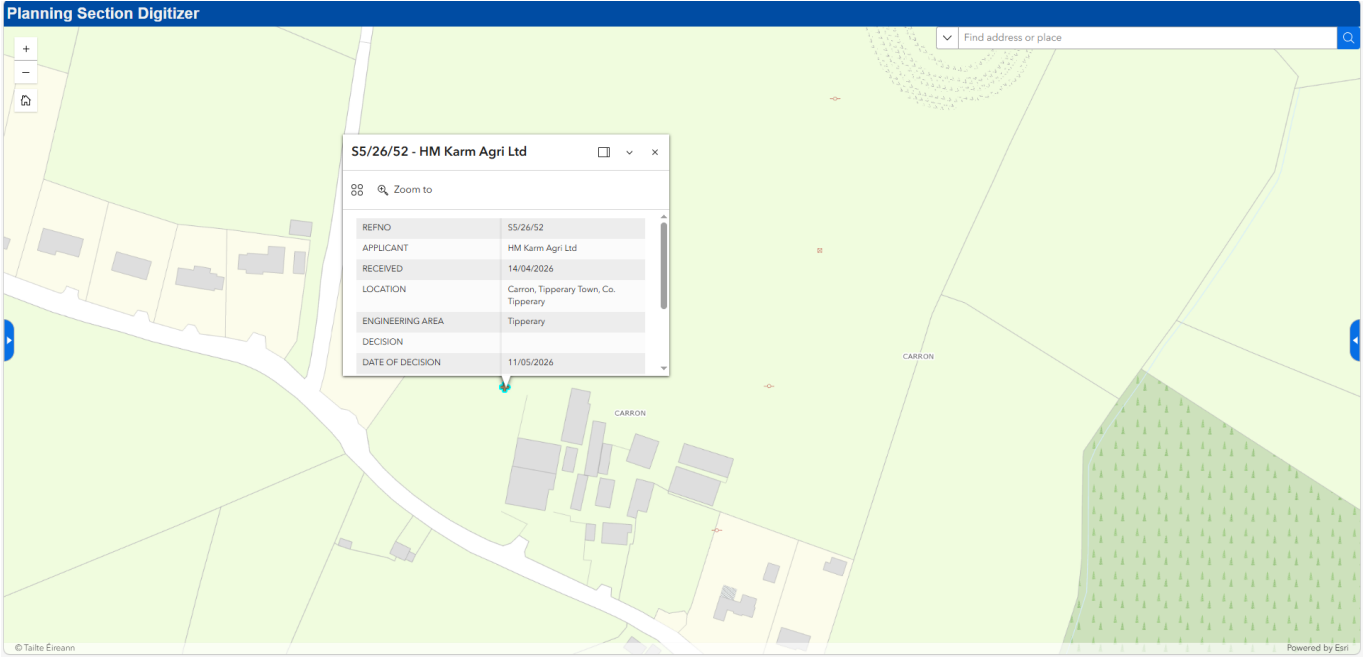 Planning Section Digitizer
Find address or place
S5/26/52 - HM Karm Agri Ltd
Zoom to
REFNO S5/26/52
APPLICANT HM Karm Agri Ltd
RECEIVED 14/04/2026
LOCATION Carron, Tipperary Town, Co.
Tipperary
ENGINEERING AREA Tipperary
DECISION
DATE OF DECISION 11/05/2026
CARRON
CARRON
© Tailte Éireann
Powered by Esri